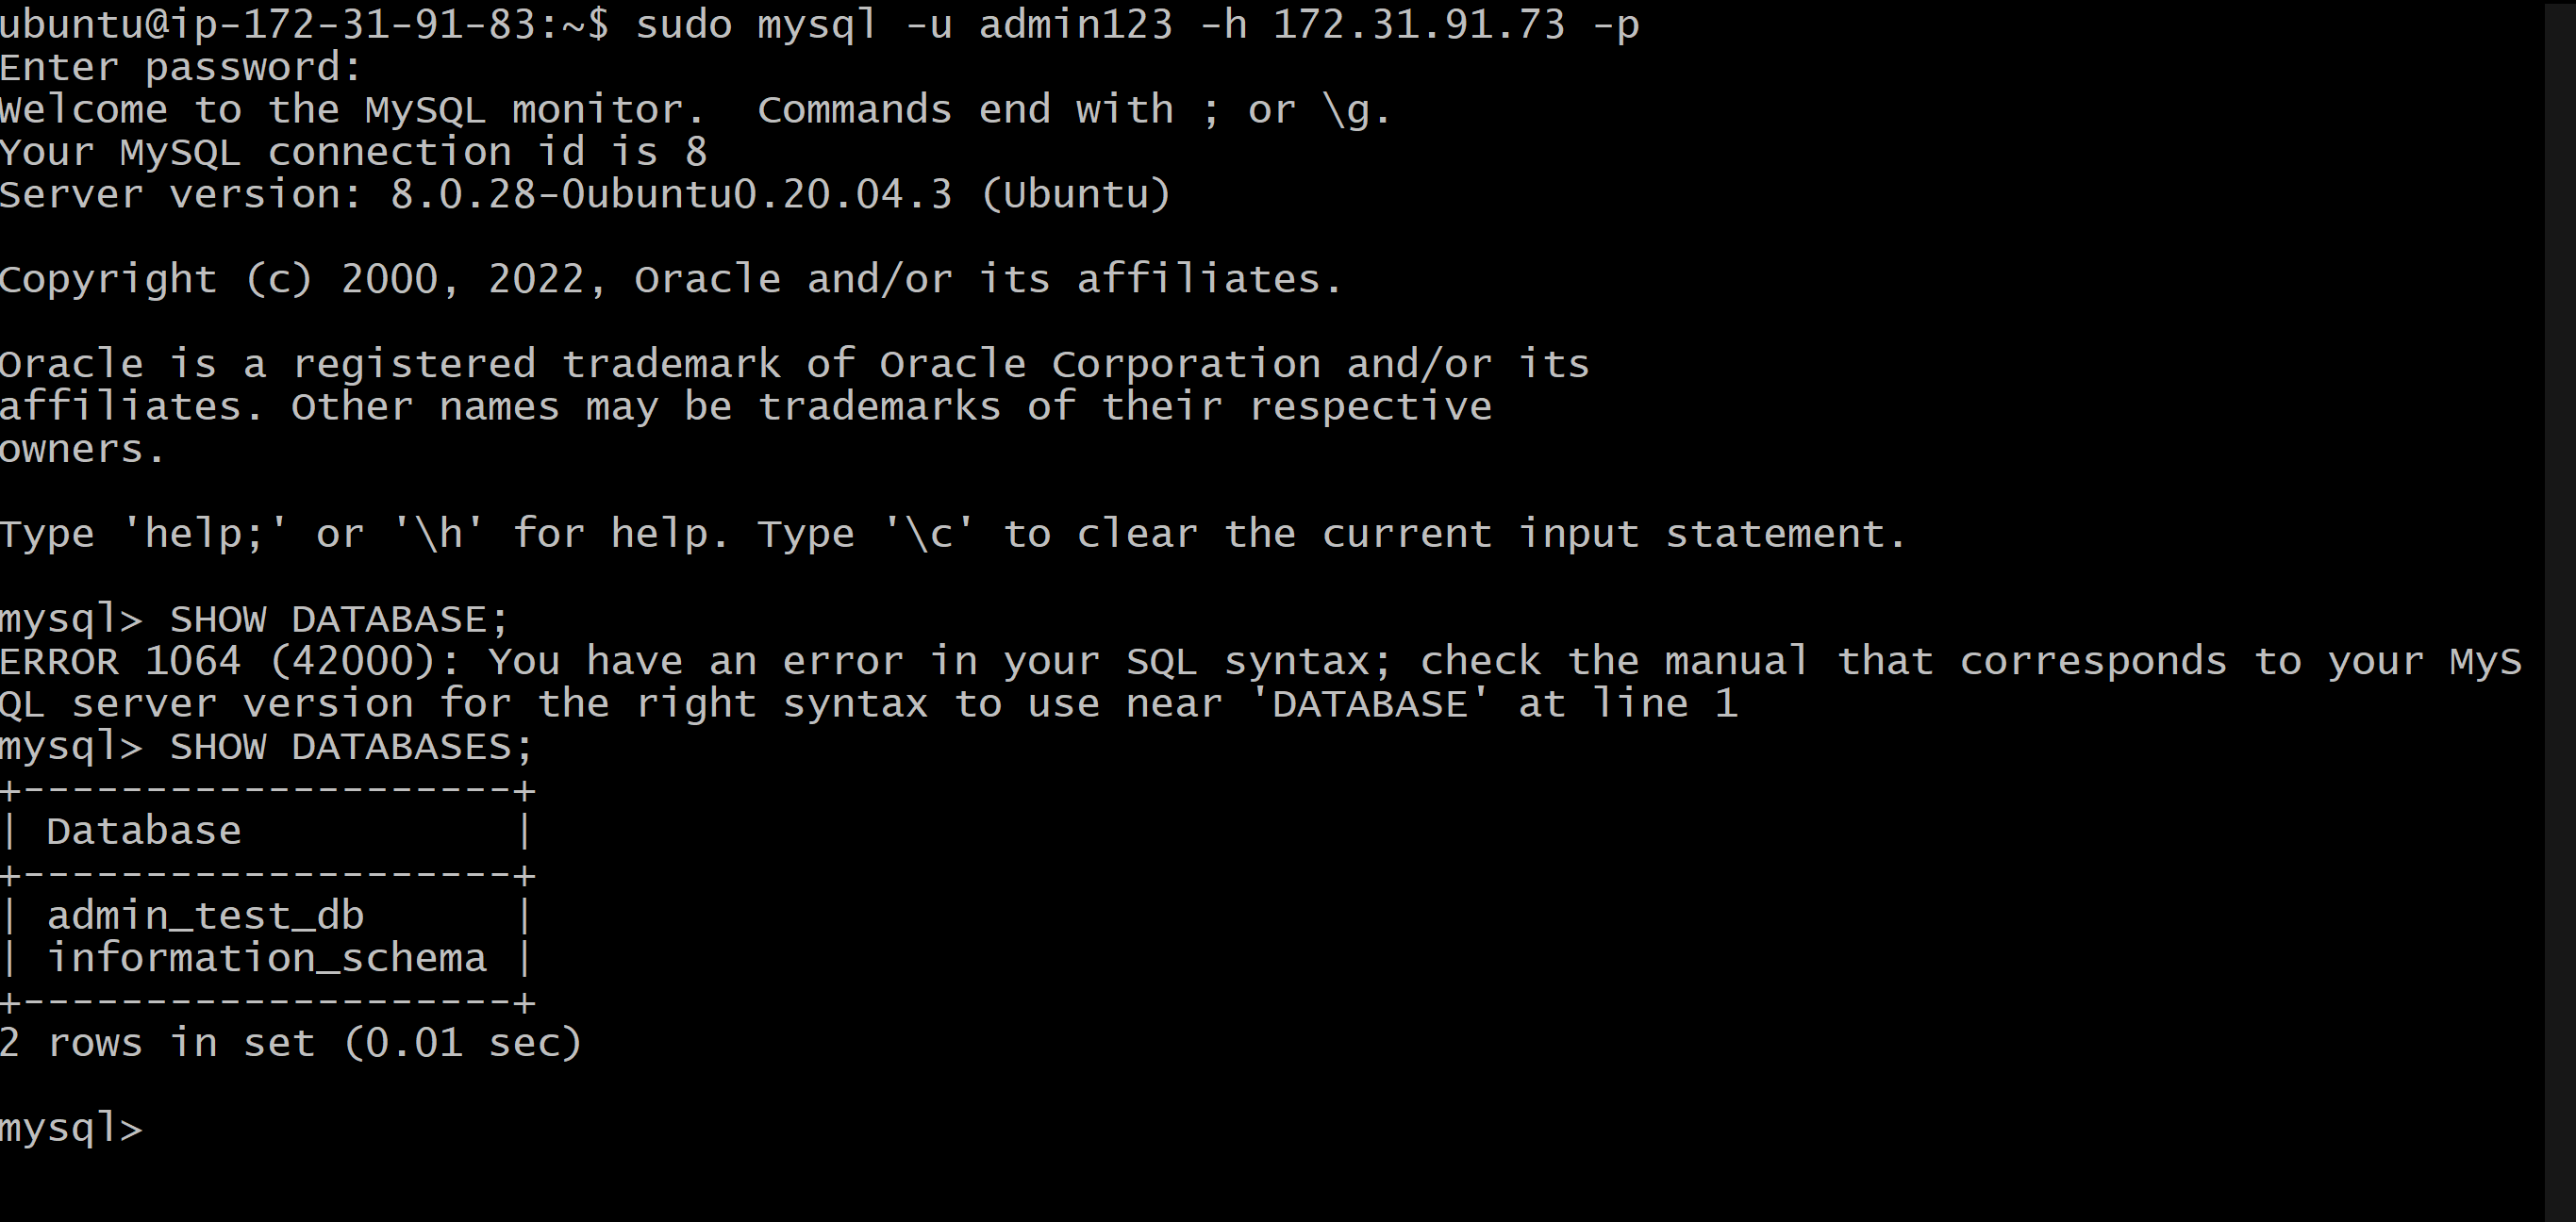 ubuntu@ip-172-31-91-83:~$ sudo mysql -u admin123 -h 172.31.91.73 -p
Enter password:
Welcome to the MySQL monitor.  Commands end with ; or \g.
Your MySQL connection id is 8
Server version: 8.0.28-0ubuntu0.20.04.3 (Ubuntu)

Copyright (c) 2000, 2022, Oracle and/or its affiliates.

Oracle is a registered trademark of Oracle Corporation and/or its
affiliates. Other names may be trademarks of their respective
owners.

Type 'help;' or '\h' for help. Type '\c' to clear the current input statement.

mysql> SHOW DATABASE;
ERROR 1064 (42000): You have an error in your SQL syntax; check the manual that corresponds to your MyS
QL server version for the right syntax to use near 'DATABASE' at line 1
mysql> SHOW DATABASES;
+--------------------+
| Database           |
+--------------------+
| admin_test_db      |
| information_schema |
+--------------------+
2 rows in set (0.01 sec)

mysql>